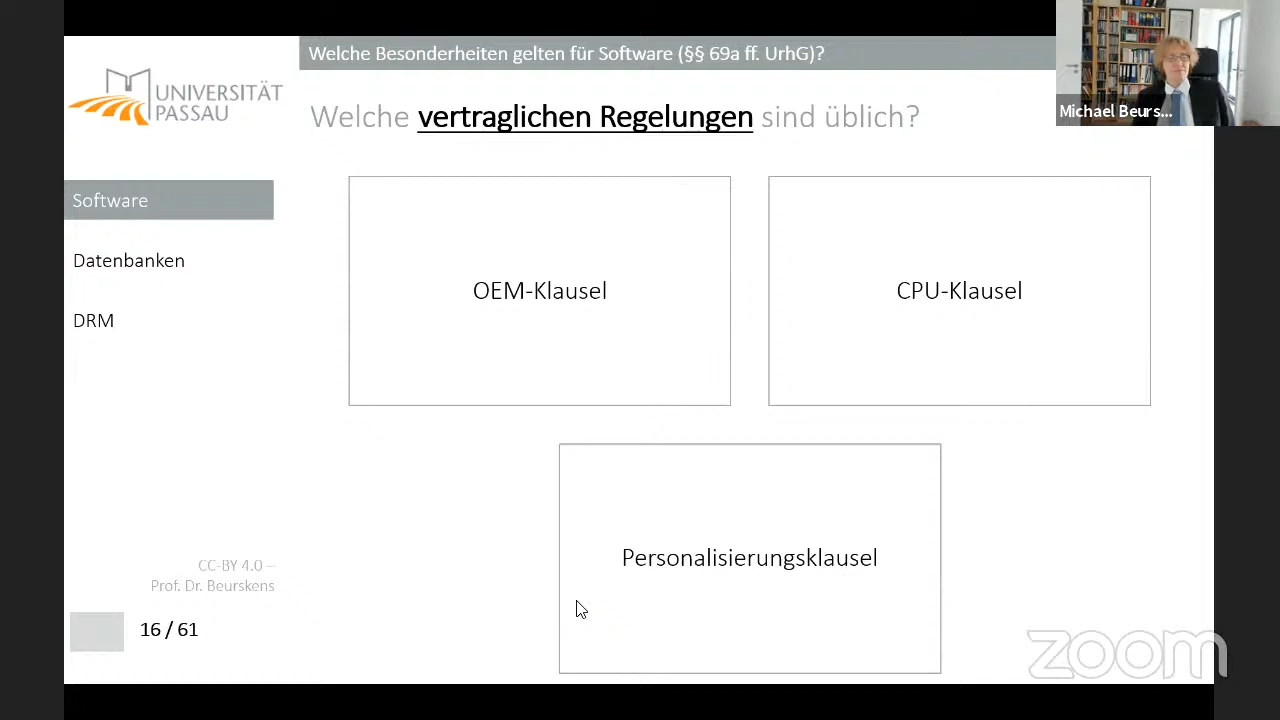 Welche Besonderheiten gelten für Software (§§ 69a ff. UrhG)?
Michael Beurs...
UNIVERSITÄT
PASSAU
Welche vertraglichen Regelungen sind üblich?
Software
Datenbanken
DRM
OEM-Klausel
CPU-Klausel
Personalisierungsklausel
CC-BY 4.0 –
Prof. Dr. Beurskens
16 / 61
zoom